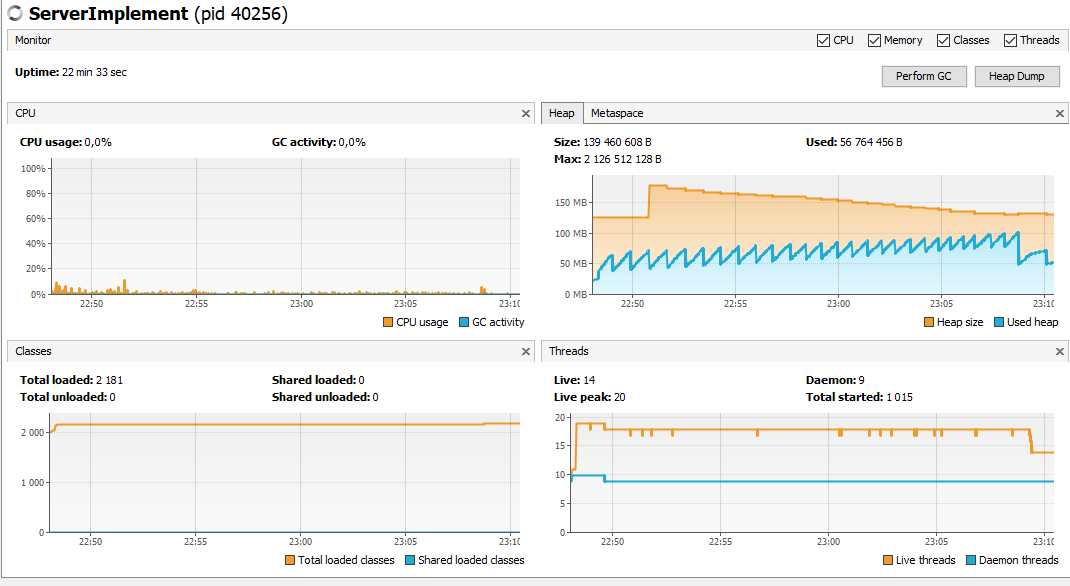 ServerImplement (pid 40256)
Monitor
CPU Memory Classes Threads
Uptime: 22 min 33 sec
Perform GC Heap Dump
CPU
CPU usage: 0,0% GC activity: 0,0%
100%
80%
60%
40%
20%
0%
22:50 22:55 23:00 23:05 23:10
CPU usage GC activity
Heap Metaspace
Size: 139 460 608 B Used: 56 764 456 B
Max: 2 126 512 128 B
150 MB
100 MB
50 MB
0 MB
22:50 22:55 23:00 23:05 23:10
Heap size Used heap
Classes
Total loaded: 2 181 Shared loaded: 0
Total unloaded: 0 Shared unloaded: 0
2 000
1 000
0
22:50 22:55 23:00 23:05 23:10
Total loaded classes Shared loaded classes
Threads
Live: 14 Daemon: 9
Live peak: 20 Total started: 1 015
20
15
10
5
0
22:50 22:55 23:00 23:05 23:10
Live threads Daemon threads